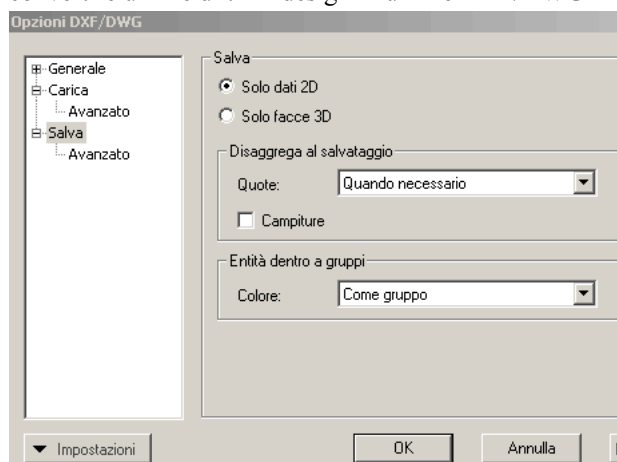 Opzioni DXF/DWG
Generale
Carica
Avanzato
Salva
Avanzato
Salva
Solo dati 2D
Solo facce 3D
Disaggrega al salvataggio
Quote: Quando necessario
Campiture
Entità dentro a gruppi
Colore: Come gruppo
Impostazioni OK Annulla